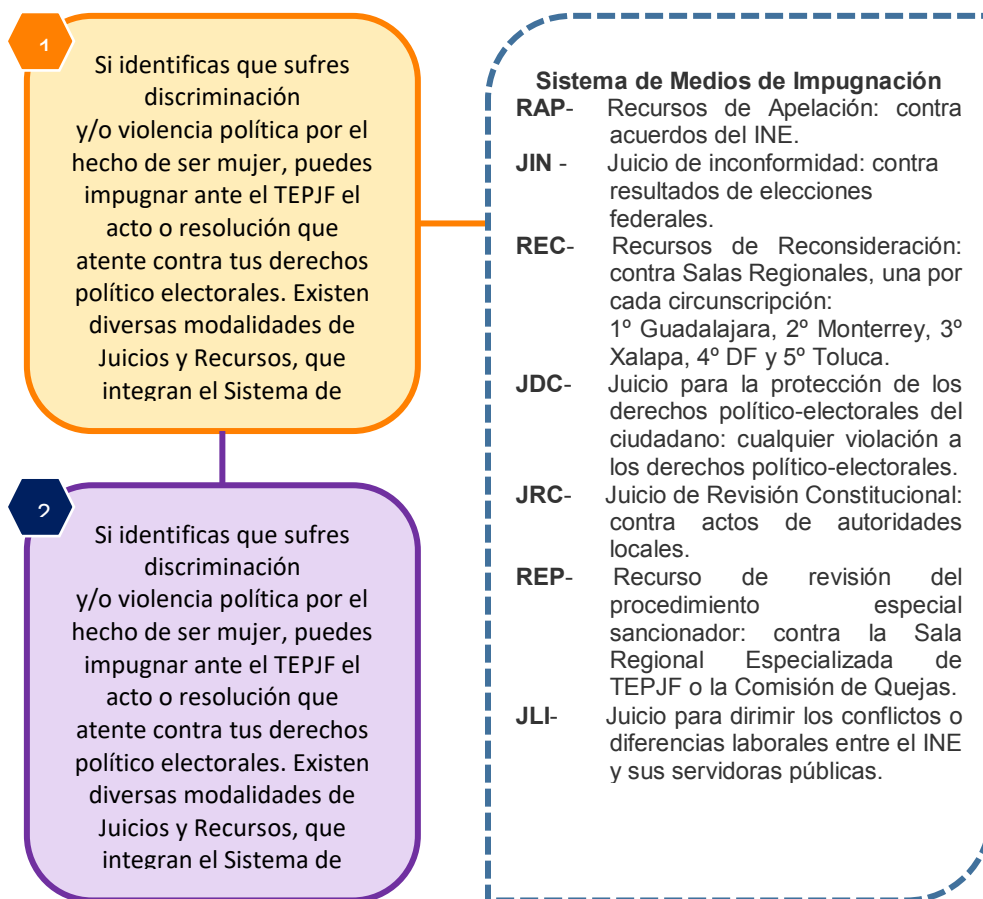 1
Si identificas que sufres
discriminación
y/o violencia política por el
hecho de ser mujer, puedes
impugnar ante el TEPJF el
acto o resolución que
atente contra tus derechos
político electorales. Existen
diversas modalidades de
Juicios y Recursos, que
integran el Sistema de
2
Si identificas que sufres
discriminación
y/o violencia política por el
hecho de ser mujer, puedes
impugnar ante el TEPJF el
acto o resolución que
atente contra tus derechos
político electorales. Existen
diversas modalidades de
Juicios y Recursos, que
integran el Sistema de
Sistema de Medios de Impugnación
RAP- Recursos de Apelación: contra
acuerdos del INE.
JIN - Juicio de inconformidad: contra
resultados de elecciones
federales.
REC- Recursos de Reconsideración:
contra Salas Regionales, una por
cada circunscripción:
1º Guadalajara, 2º Monterrey, 3º
Xalapa, 4º DF y 5º Toluca.
JDC- Juicio para la protección de los
derechos político-electorales del
ciudadano: cualquier violación a
los derechos político-electorales.
JRC- Juicio de Revisión Constitucional:
contra actos de autoridades
locales.
REP- Recurso de revisión del
procedimiento especial
sancionador: contra la Sala
Regional Especializada de
TEPJF o la Comisión de Quejas.
JLI- Juicio para dirimir los conflictos o
diferencias laborales entre el INE
y sus servidoras públicas.